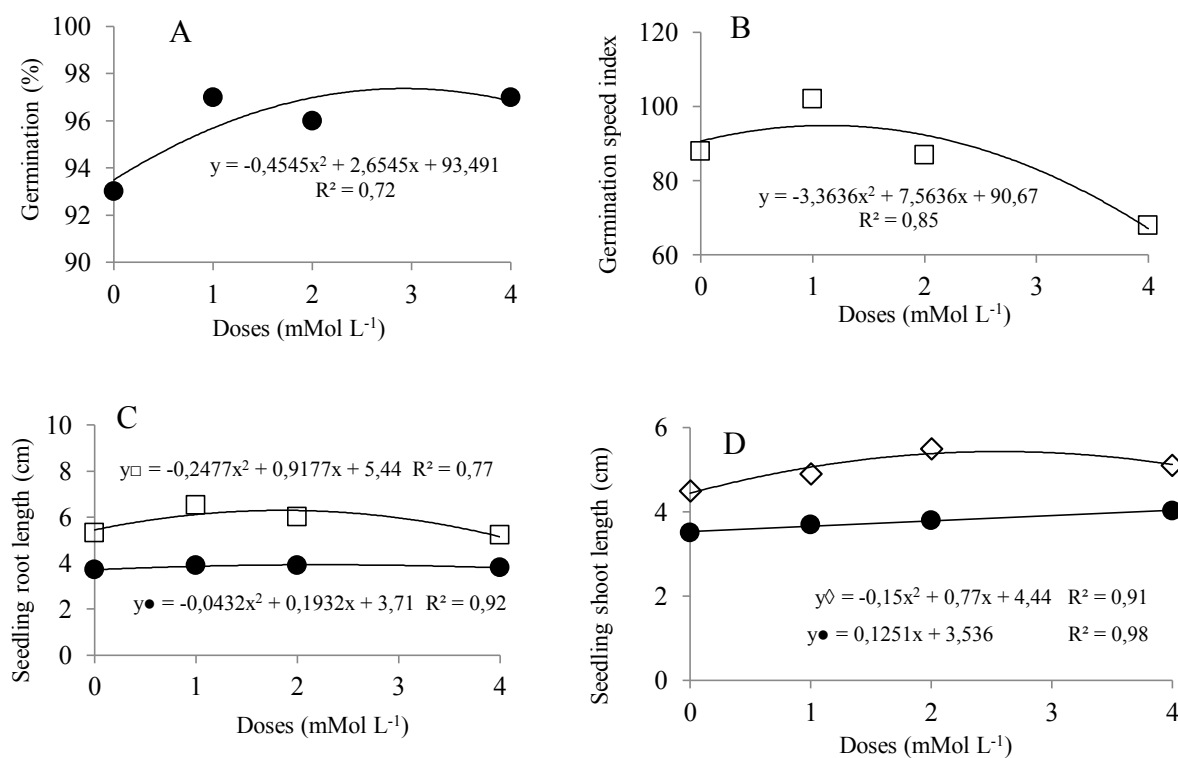 A
Germination (%)
100
98
96
94
92
90
y = -0,4545x² + 2,6545x + 93,491
R² = 0,72
0 1 2 3 4
Doses (mMol L⁻¹)
B
Germination speed index
120
100
80
60
y = -3,3636x² + 7,5636x + 90,67
R² = 0,85
0 1 2 3 4
Doses (mMol L⁻¹)
C
Seedling root length (cm)
10
8
6
4
2
0
y□ = -0,2477x² + 0,9177x + 5,44 R² = 0,77
y● = -0,0432x² + 0,1932x + 3,71 R² = 0,92
0 1 2 3 4
Doses (mMol L⁻¹)
D
Seedling shoot length (cm)
6
4
2
0
y◊ = -0,15x² + 0,77x + 4,44 R² = 0,91
y● = 0,1251x + 3,536 R² = 0,98
0 1 2 3 4
Doses (mMol L⁻¹)